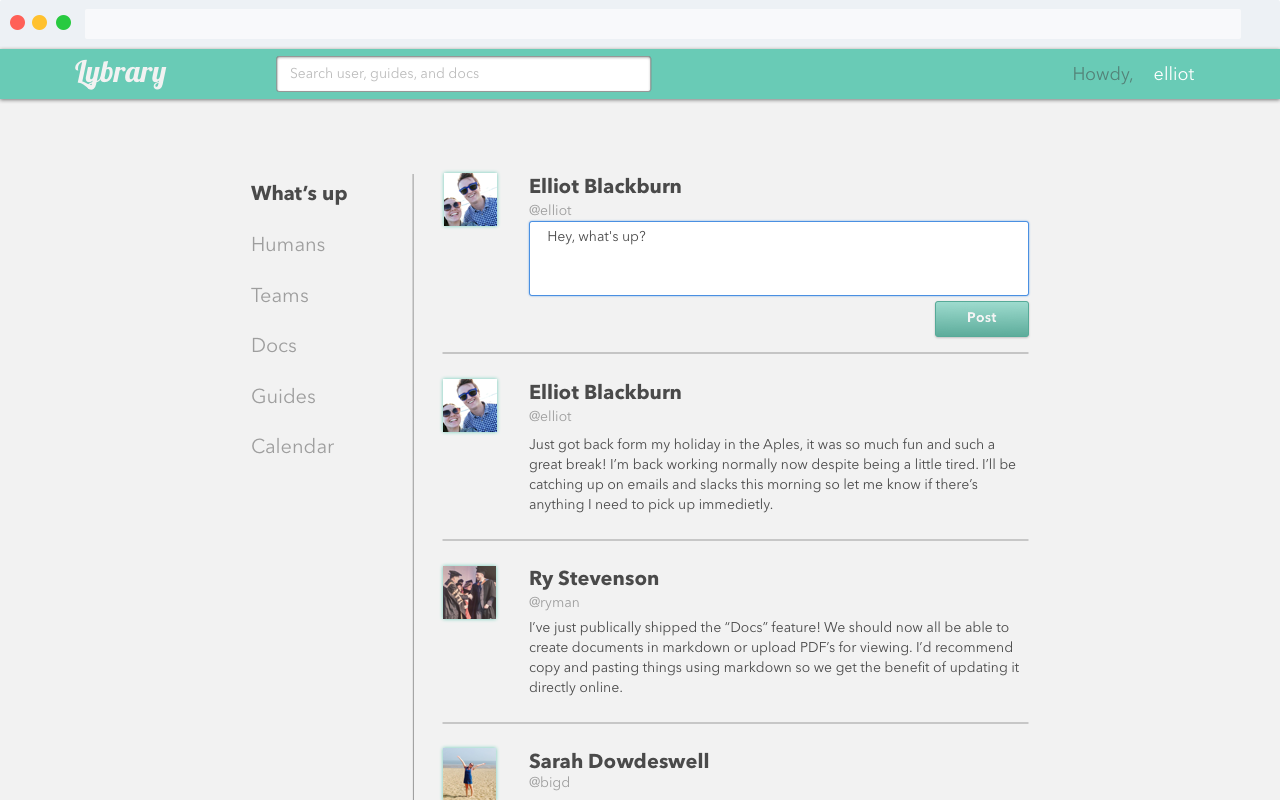 Lybrary
Search user, guides, and docs
Howdy, elliot
What's up
Humans
Teams
Docs
Guides
Calendar
Elliot Blackburn
@elliot
Hey, what's up?
Post
Elliot Blackburn
@elliot
Just got back form my holiday in the Aples, it was so much fun and such a
great break! I'm back working normally now despite being a little tired. I'll be
catching up on emails and slacks this morning so let me know if there's
anything I need to pick up immedietly.
Ry Stevenson
@ryman
I've just publically shipped the “Docs” feature! We should now all be able to
create documents in markdown or upload PDF's for viewing. I'd recommend
copy and pasting things using markdown so we get the benefit of updating it
directly online.
Sarah Dowdeswell
@bigd